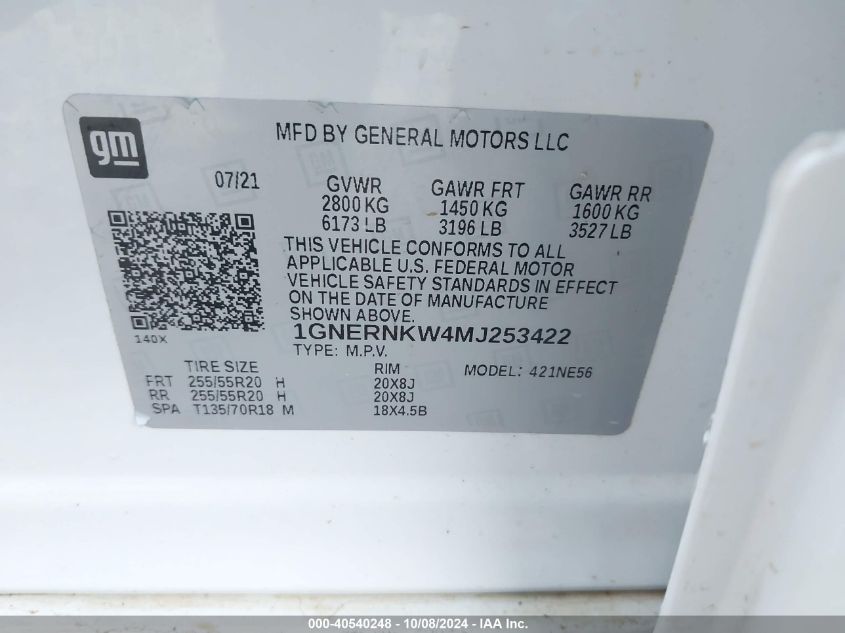 gm
MFD BY GENERAL MOTORS LLC
07/21 GVWR GAWR FRT GAWR RR
2800 KG 1450 KG 1600 KG
6173 LB 3196 LB 3527 LB
THIS VEHICLE CONFORMS TO ALL
APPLICABLE U.S. FEDERAL MOTOR
VEHICLE SAFETY STANDARDS IN EFFECT
ON THE DATE OF MANUFACTURE
SHOWN ABOVE.
140X
1GNERNKW4MJ253422
TYPE: M.P.V.
TIRE SIZE RIM MODEL: 421NE56
FRT 255/55R20 H 20X8J
RR 255/55R20 H 20X8J
SPA T135/70R18 M 18X4.5B
000-40540248 - 10/08/2024 - IAA Inc.